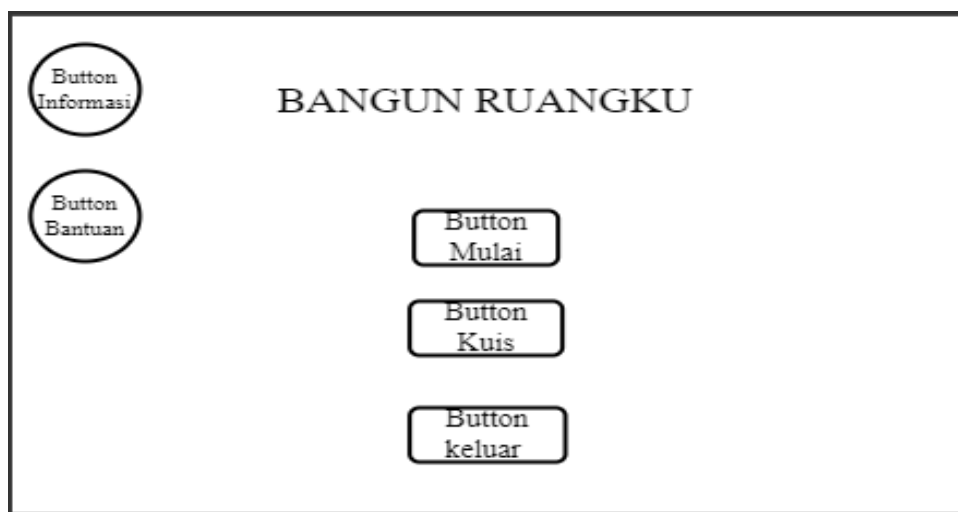 Button
Informasi
BANGUN RUANGKU
Button
Bantuan
Button
Mulai
Button
Kuis
Button
keluar